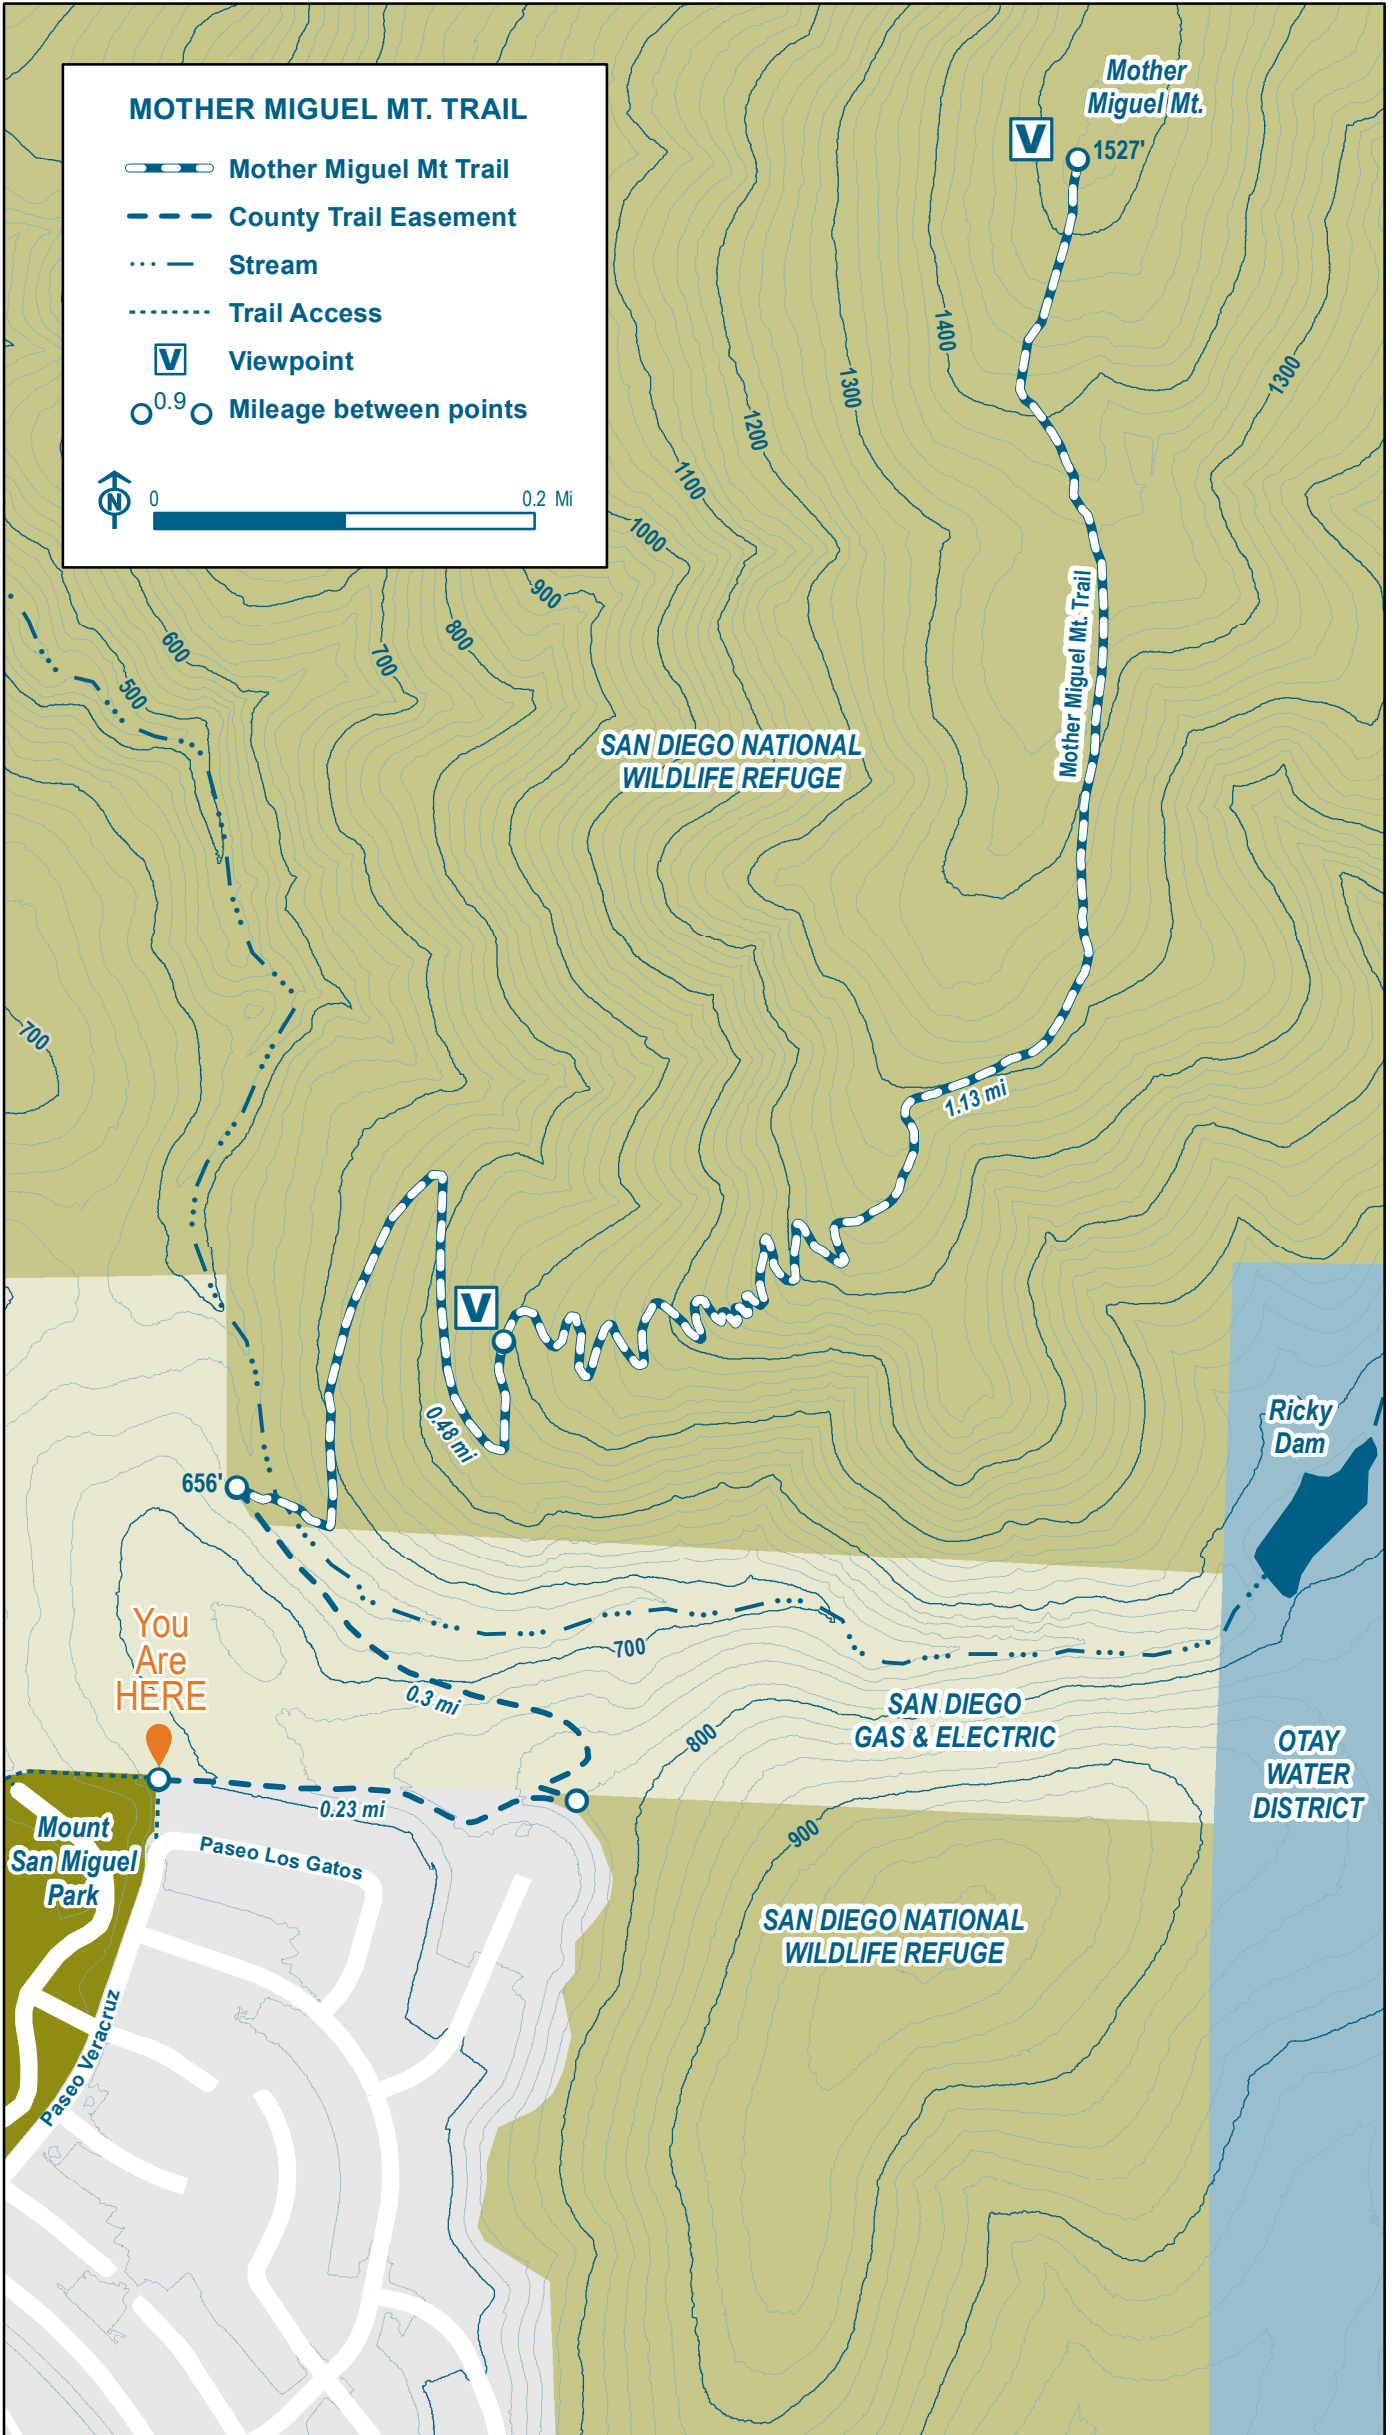 MOTHER MIGUEL MT. TRAIL
Mother Miguel Mt Trail
County Trail Easement
Stream
Trail Access
V
Viewpoint
0.9
Mileage between points
N
0
0.2 Mi
Mother
Miguel Mt.
V
1527'
1400
1300
1300
1200
1100
1000
900
800
700
600
500
Mother Miguel Mt. Trail
SAN DIEGO NATIONAL
WILDLIFE REFUGE
700
1.13 mi
V
0.48 mi
Ricky
Dam
656'
You
Are
HERE
700
0.3 mi
SAN DIEGO
GAS & ELECTRIC
800
OTAY
WATER
DISTRICT
0.23 mi
Mount
San Miguel
Park
Paseo Los Gatos
900
SAN DIEGO NATIONAL
WILDLIFE REFUGE
Paseo Veracruz